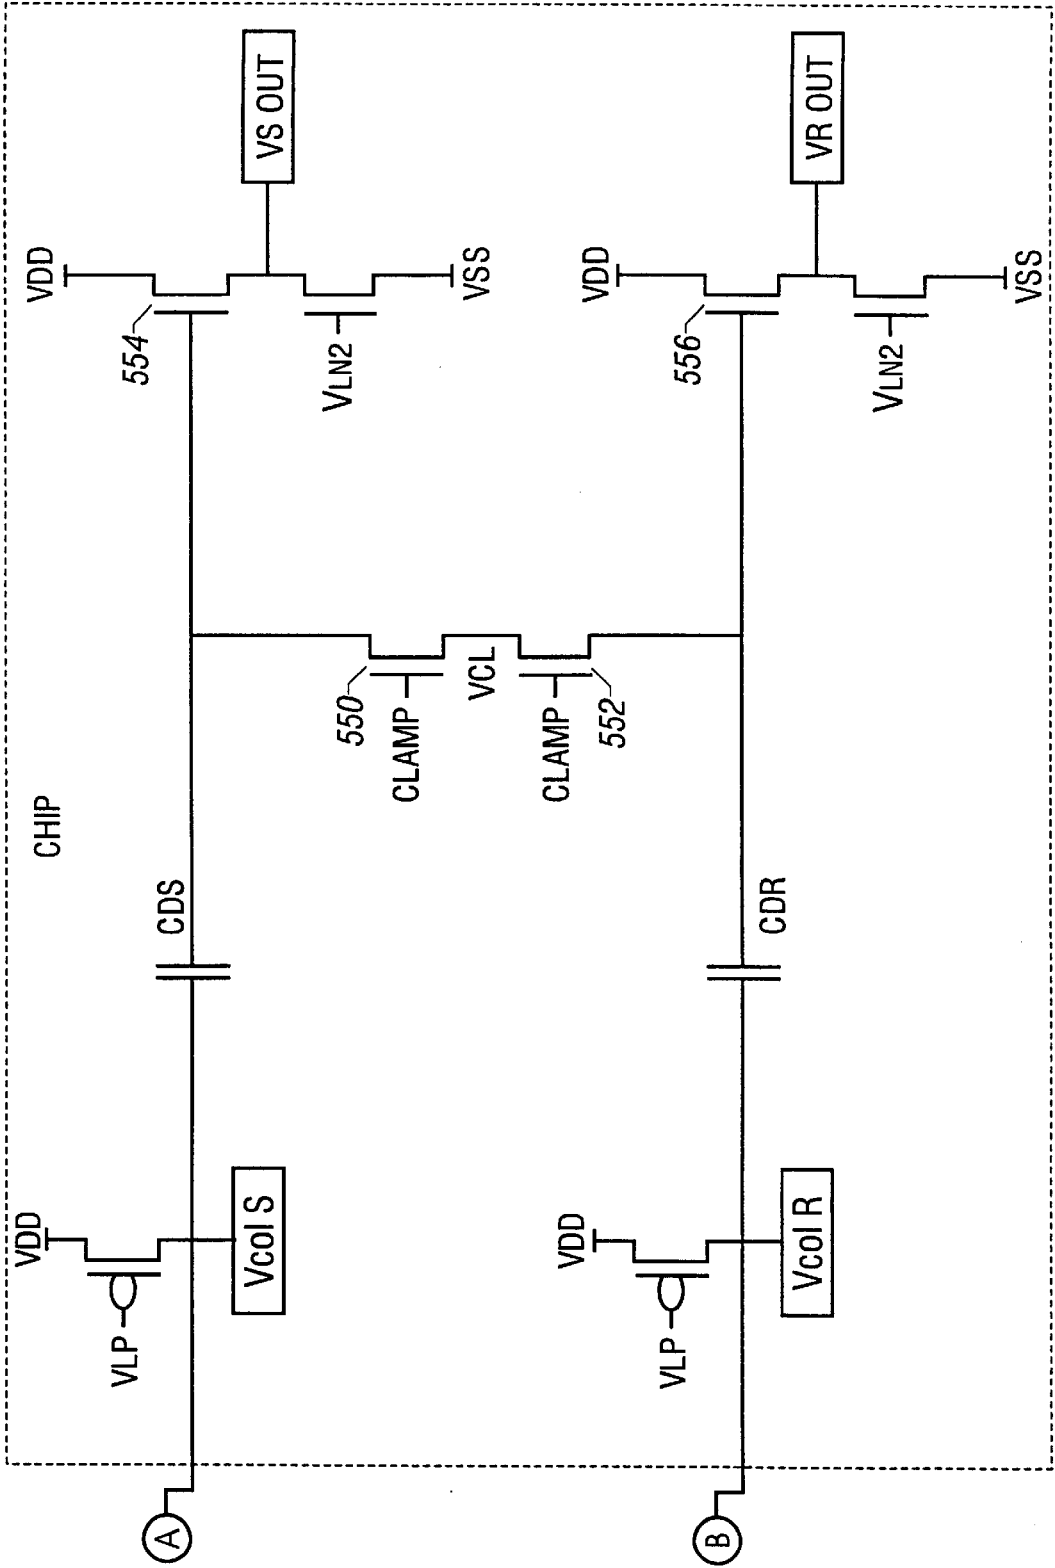 CHIP
VDD
VLP
Vcol S
A
CDS
VDD
554
VLN2
VSS
VS OUT
550
CLAMP
VCL
CLAMP
552
VDD
VLP
Vcol R
B
CDR
VDD
556
VLN2
VSS
VR OUT